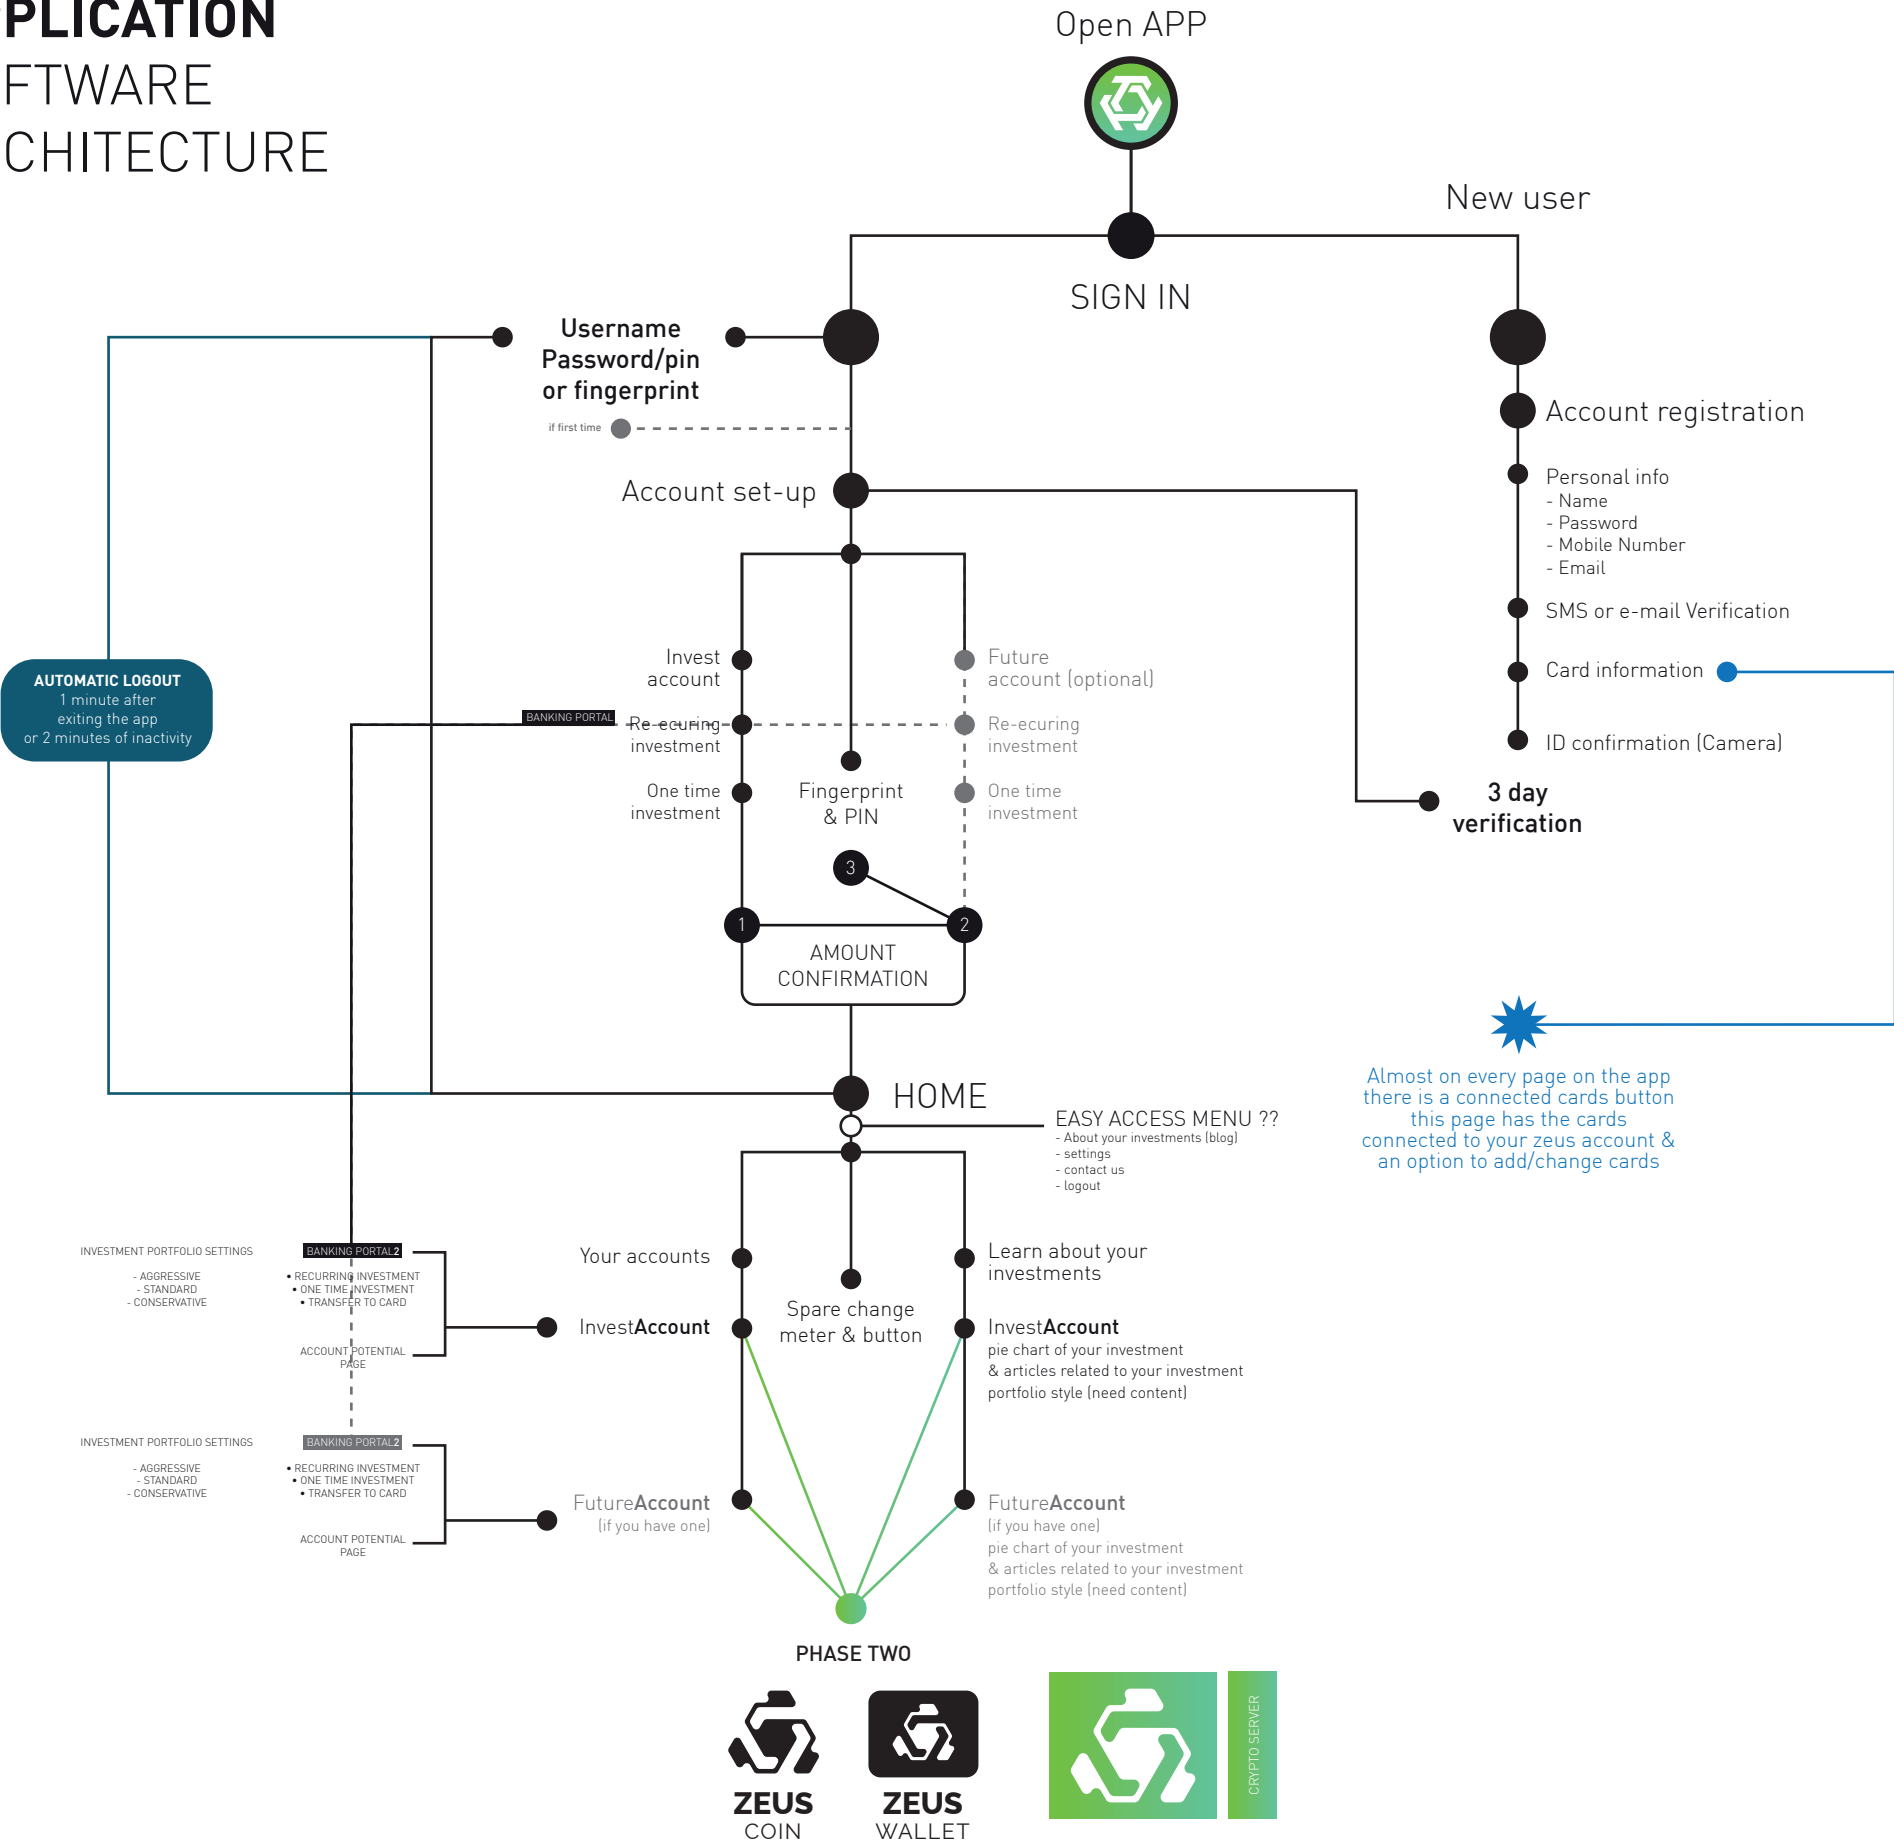 PLICATION
FTWARE
CHITECTURE
Open APP
New user
SIGN IN
Username
Password/pin
or fingerprint
if first time
Account set-up
Account registration
Personal info
- Name
- Password
- Mobile Number
- Email
SMS or e-mail Verification
Card information
ID confirmation (Camera)
3 day
verification
AUTOMATIC LOGOUT
1 minute after
exiting the app
or 2 minutes of inactivity
BANKING PORTAL
Invest
account
Re-ecuring
investment
One time
investment
Fingerprint
& PIN
Future
account (optional)
Re-ecuring
investment
One time
investment
3
1
2
AMOUNT
CONFIRMATION
Almost on every page on the app
there is a connected cards button
this page has the cards
connected to your zeus account &
an option to add/change cards
HOME
EASY ACCESS MENU ??
- About your investments (blog)
- settings
- contact us
- logout
INVESTMENT PORTFOLIO SETTINGS
- AGGRESSIVE
- STANDARD
- CONSERVATIVE
BANKING PORTAL2
• RECURRING INVESTMENT
• ONE TIME INVESTMENT
• TRANSFER TO CARD
ACCOUNT POTENTIAL
PAGE
Your accounts
InvestAccount
Spare change
meter & button
Learn about your
investments
InvestAccount
pie chart of your investment
& articles related to your investment
portfolio style (need content)
INVESTMENT PORTFOLIO SETTINGS
- AGGRESSIVE
- STANDARD
- CONSERVATIVE
BANKING PORTAL2
• RECURRING INVESTMENT
• ONE TIME INVESTMENT
• TRANSFER TO CARD
ACCOUNT POTENTIAL
PAGE
FutureAccount
(if you have one)
FutureAccount
(if you have one)
pie chart of your investment
& articles related to your investment
portfolio style (need content)
PHASE TWO
ZEUS
COIN
ZEUS
WALLET
CRYPTO SERVER